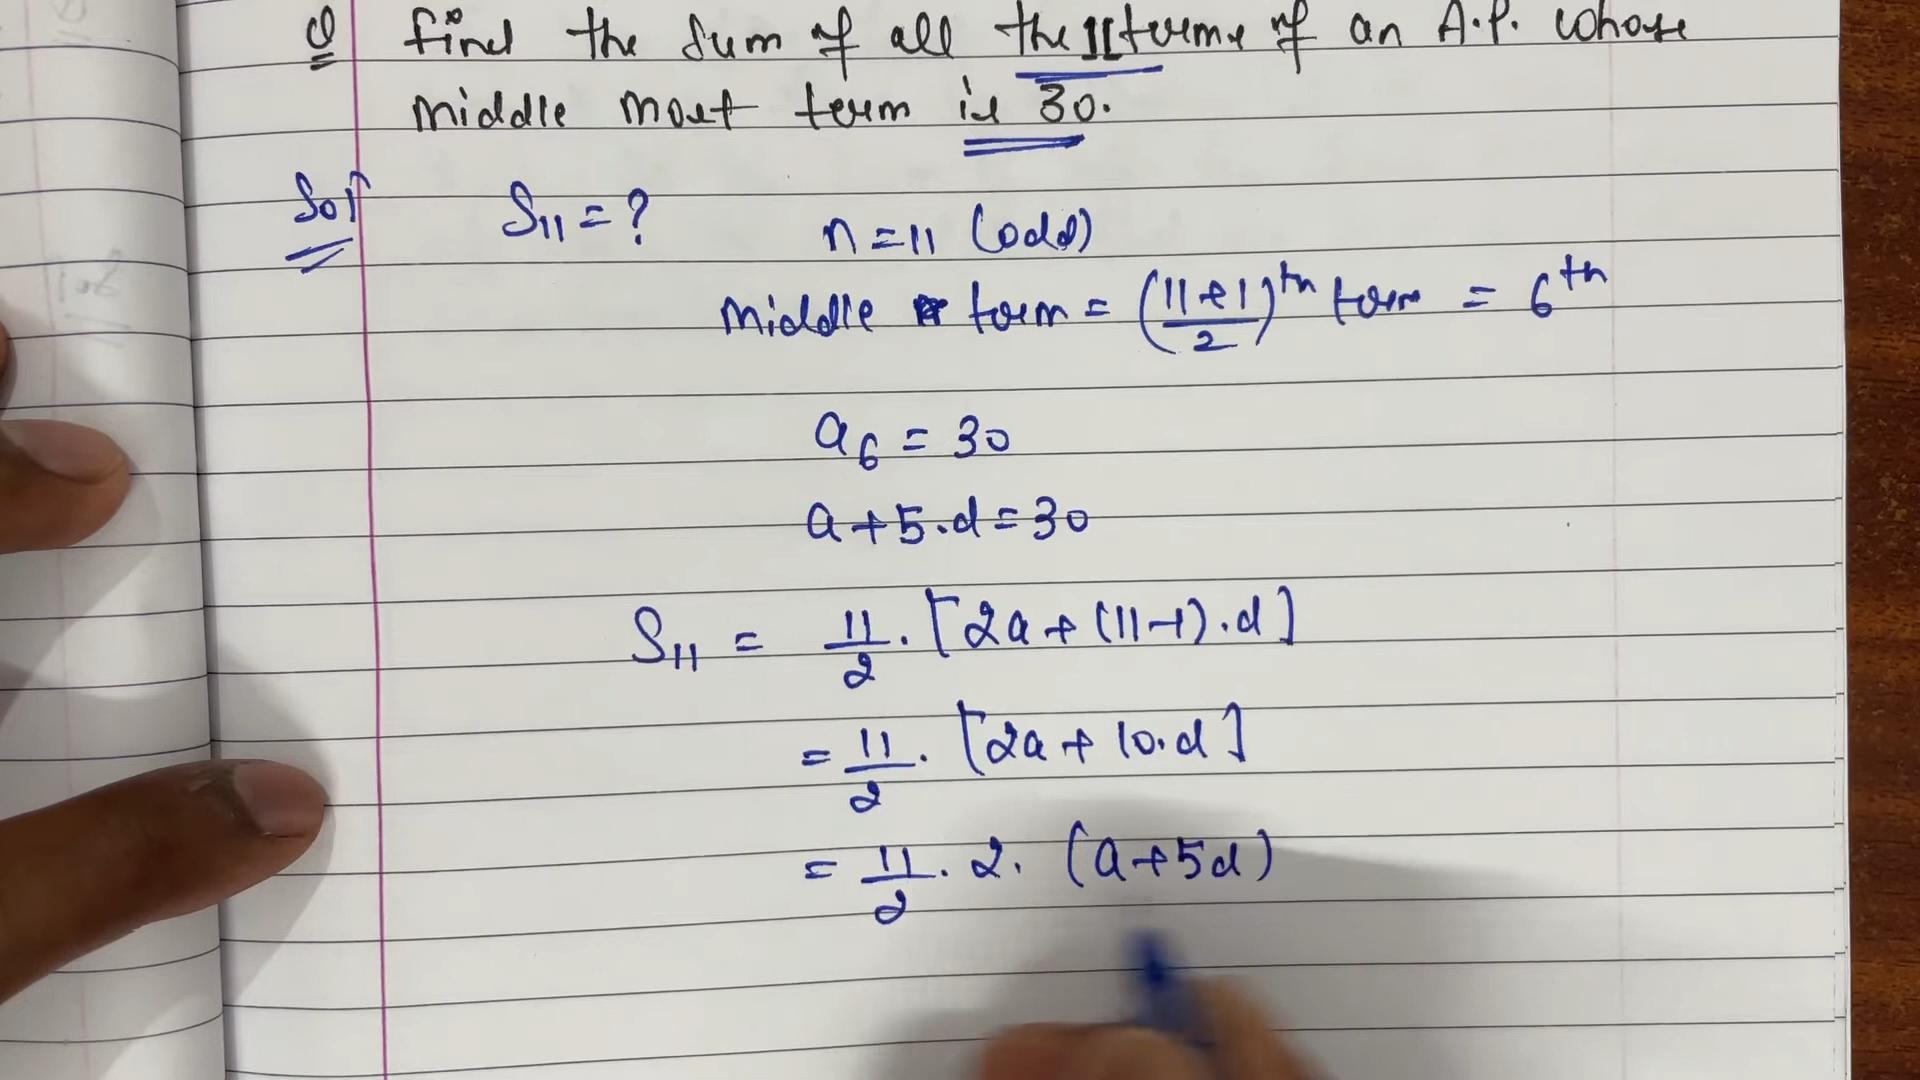 Q Find the sum of all the 11 terms of an A.P. whose
middle most term is 30.
Sol
S₁₁ = ? n = 11 (odd)
Middle term = ((11+1)/2)^th term = 6^th
a₆ = 30
a + 5.d = 30
S₁₁ = 11/2 . [2a + (11-1).d]
= 11/2 . [2a + 10.d]
= 11/2 . 2. (a+5d)